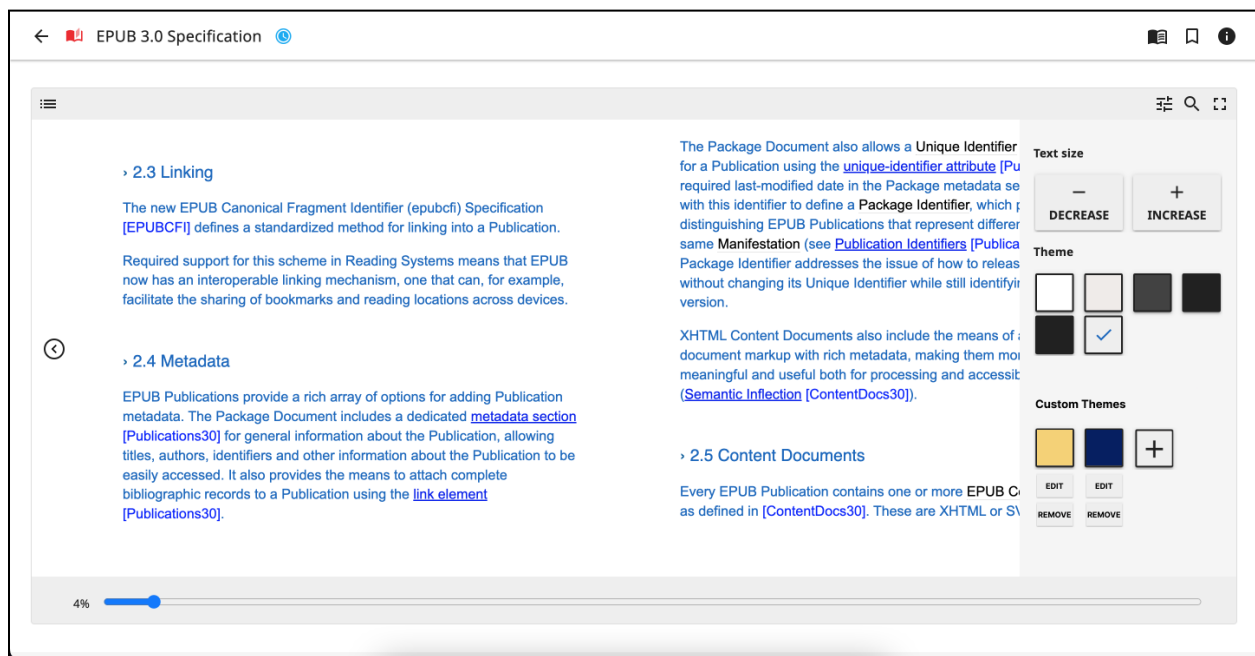 EPUB 3.0 Specification
› 2.3 Linking
The new EPUB Canonical Fragment Identifier (epubcfi) Specification
[EPUBCFI] defines a standardized method for linking into a Publication.
Required support for this scheme in Reading Systems means that EPUB
now has an interoperable linking mechanism, one that can, for example,
facilitate the sharing of bookmarks and reading locations across devices.
› 2.4 Metadata
EPUB Publications provide a rich array of options for adding Publication
metadata. The Package Document includes a dedicated metadata section
[Publications30] for general information about the Publication, allowing
titles, authors, identifiers and other information about the Publication to be
easily accessed. It also provides the means to attach complete
bibliographic records to a Publication using the link element
[Publications30].
The Package Document also allows a Unique Identifier
for a Publication using the unique-identifier attribute [Pu
required last-modified date in the Package metadata se
with this identifier to define a Package Identifier, which
distinguishing EPUB Publications that represent differer
same Manifestation (see Publication Identifiers [Publica
Package Identifier addresses the issue of how to releas
without changing its Unique Identifier while still identifyir
version.
XHTML Content Documents also include the means of
document markup with rich metadata, making them mor
meaningful and useful both for processing and accessib
(Semantic Inflection [ContentDocs30]).
› 2.5 Content Documents
Every EPUB Publication contains one or more EPUB Co
as defined in [ContentDocs30]. These are XHTML or SV
Text size
DECREASE
INCREASE
Theme
Custom Themes
EDIT EDIT
REMOVE REMOVE
4%